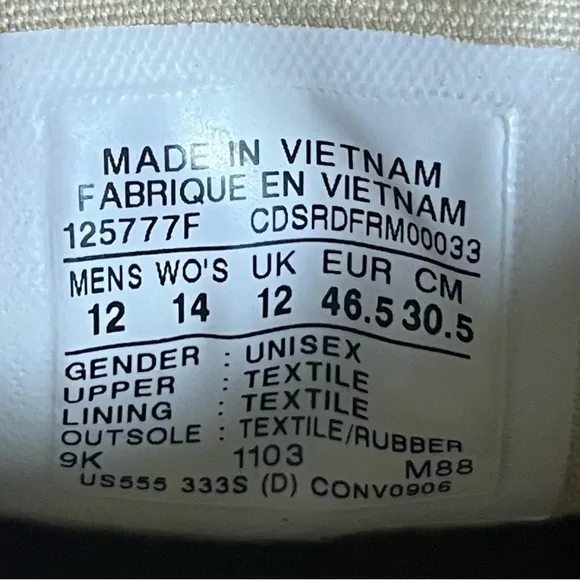 MADE IN VIETNAM
FABRIQUE EN VIETNAM
125777F CDSRDFRM00033
MENS WO'S UK EUR CM
12 14 12 46.5 30.5
GENDER : UNISEX
UPPER : TEXTILE
LINING : TEXTILE
OUTSOLE : TEXTILE/RUBBER
9K 1103 M88
US555 333S (D) CONV0906